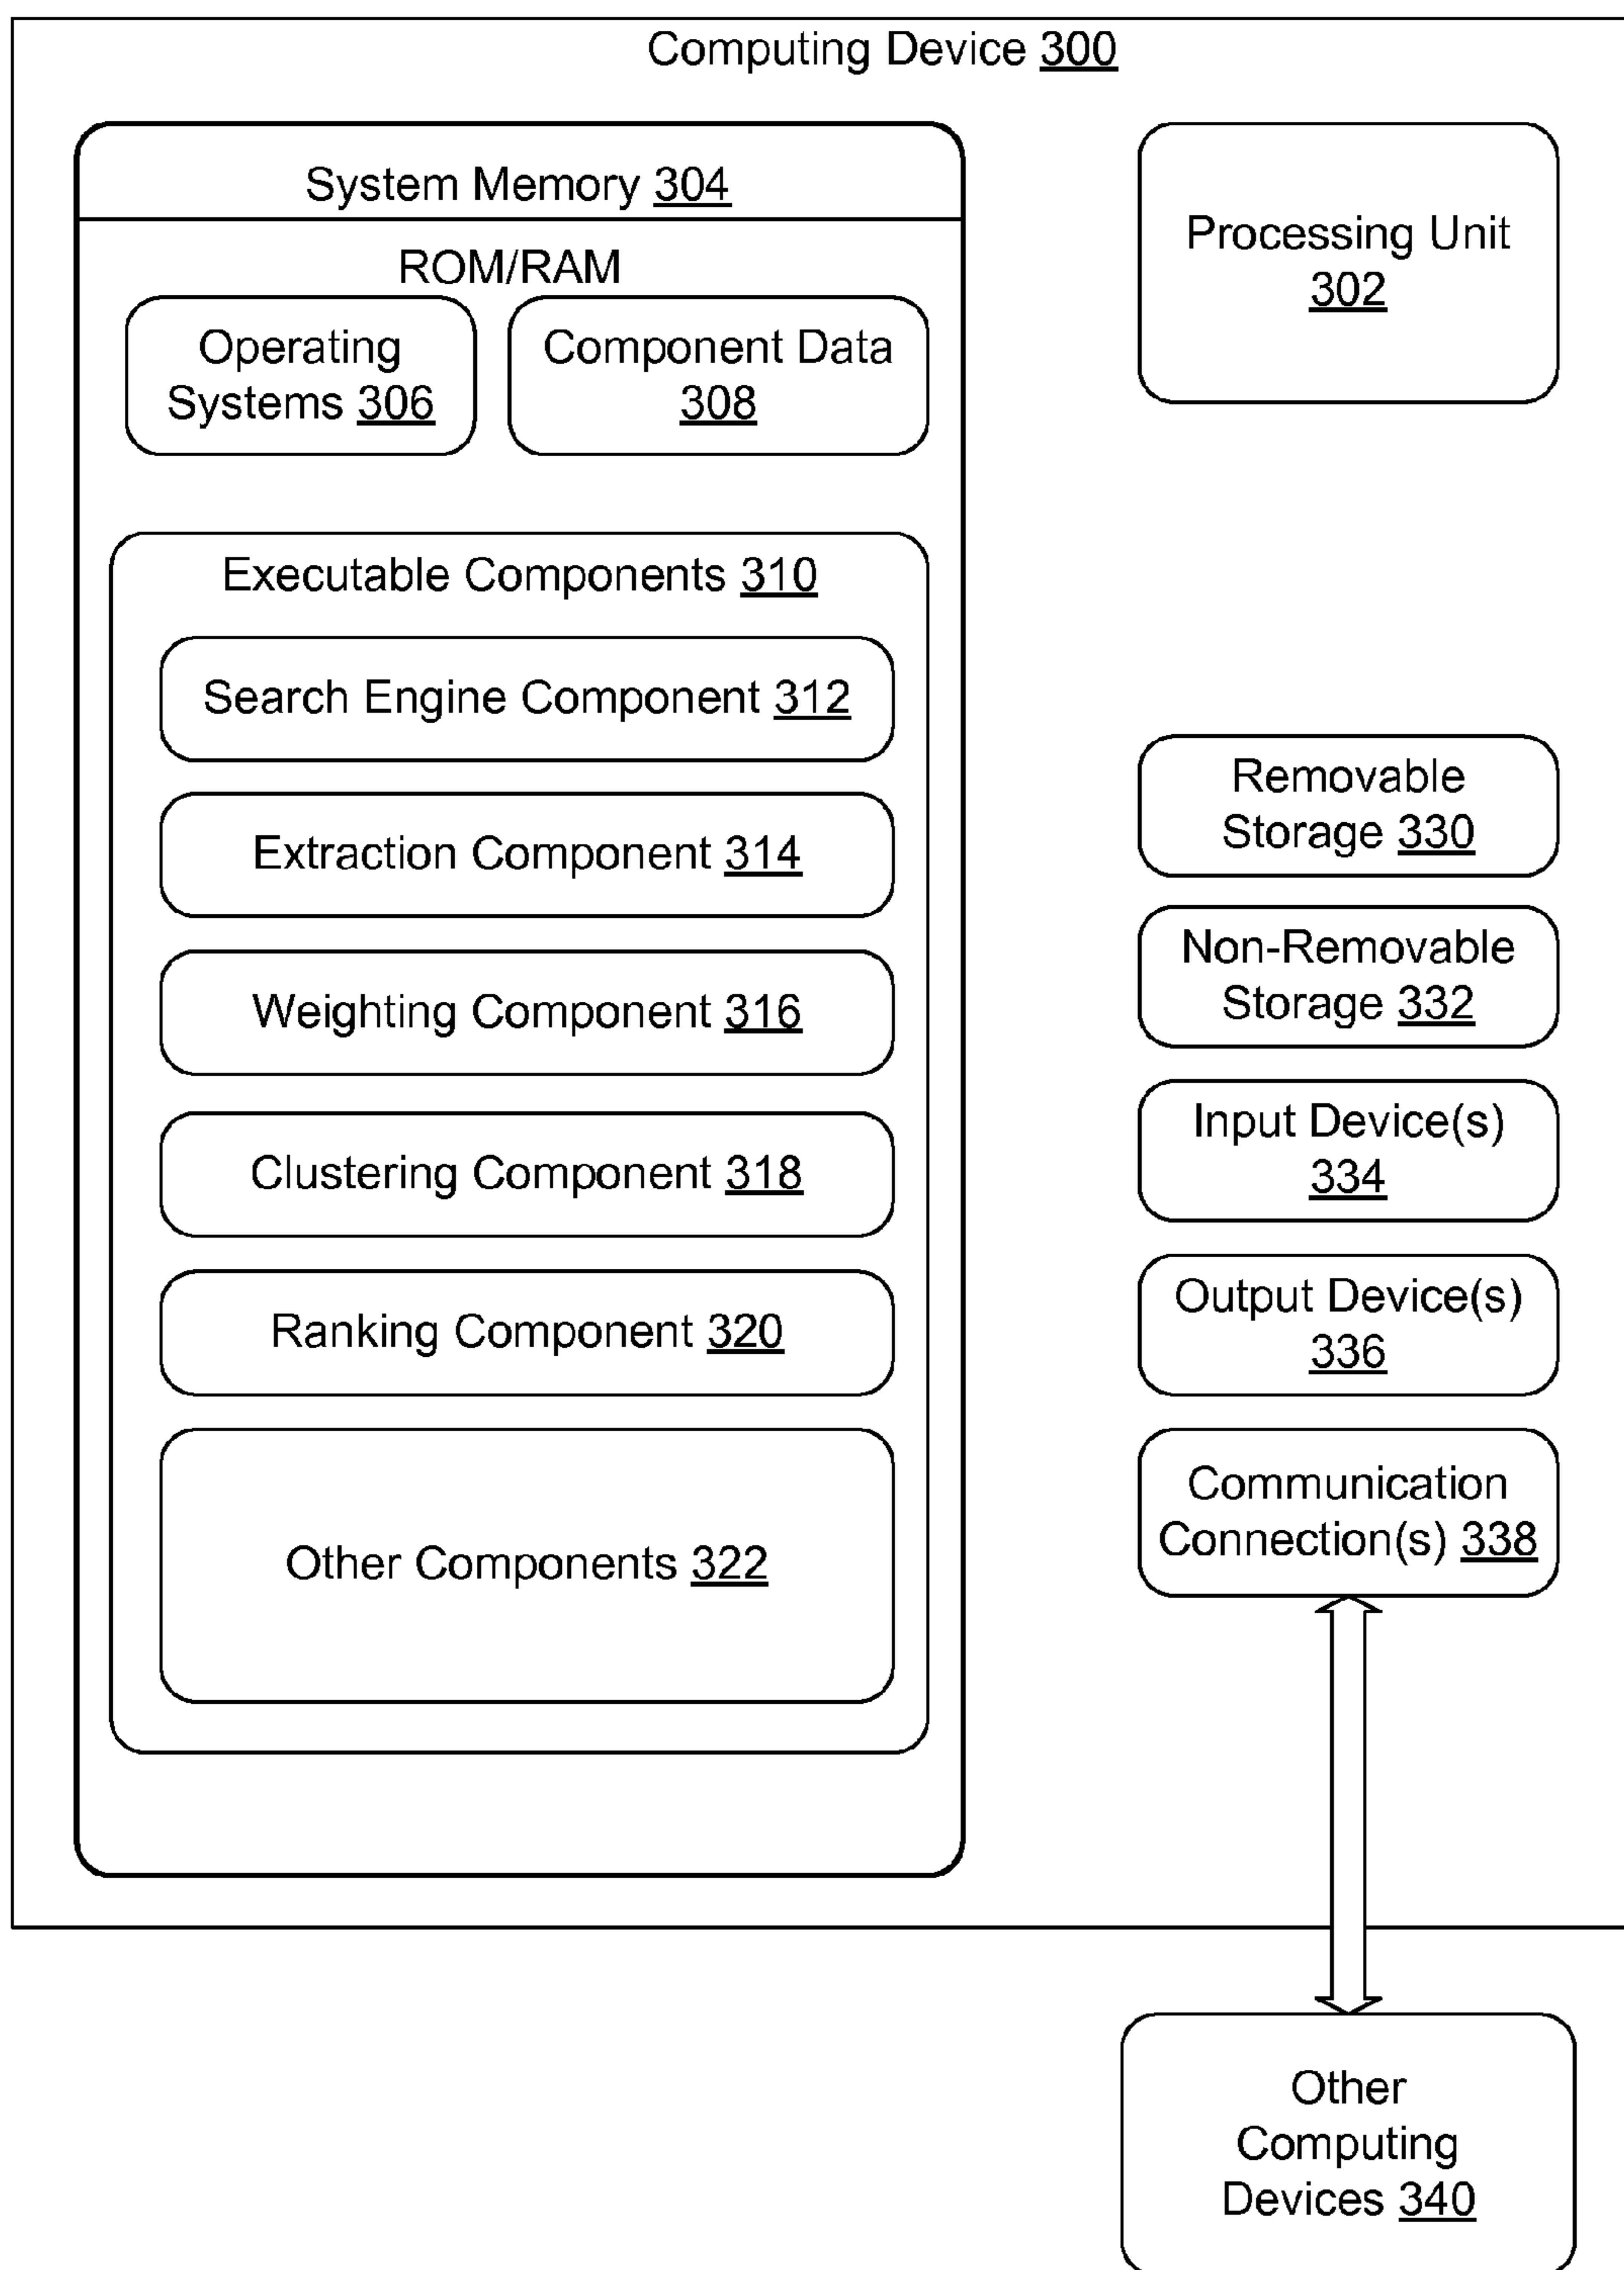 Computing Device 300
System Memory 304
ROM/RAM
Operating
Systems 306
Component Data
308
Executable Components 310
Search Engine Component 312
Extraction Component 314
Weighting Component 316
Clustering Component 318
Ranking Component 320
Other Components 322
Processing Unit
302
Removable
Storage 330
Non-Removable
Storage 332
Input Device(s)
334
Output Device(s)
336
Communication
Connection(s) 338
Other
Computing
Devices 340